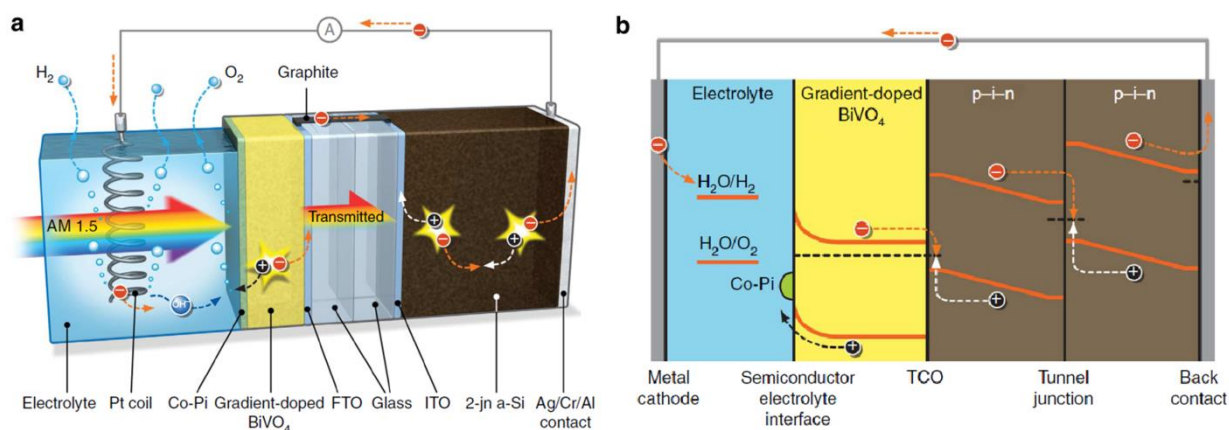 a
A
H₂
O₂
Graphite
AM 1.5
Transmitted
+
−
+
−
+
−
−
OH⁻
Electrolyte
Pt coil
Co-Pi
Gradient-doped
BiVO₄
FTO
Glass
ITO
2-jn a-Si
Ag/Cr/Al
contact
b
Electrolyte
Gradient-doped
BiVO₄
p–i–n
p–i–n
H₂O/H₂
H₂O/O₂
Co-Pi
Metal
cathode
Semiconductor
electrolyte
interface
TCO
Tunnel
junction
Back
contact